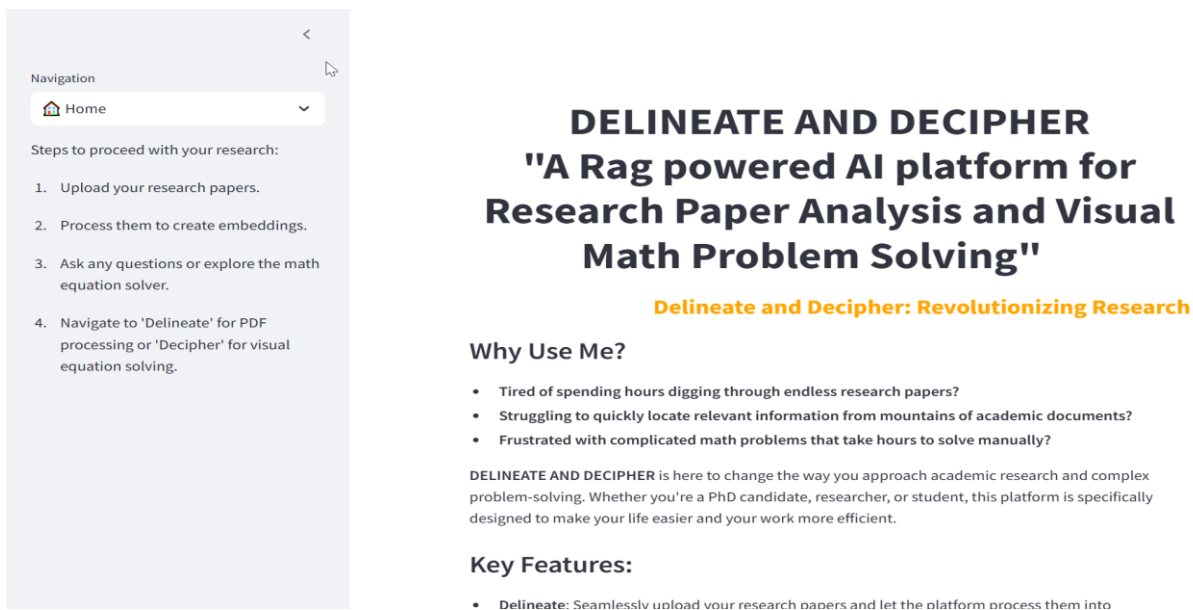 Navigation
Home
Steps to proceed with your research:
1. Upload your research papers.
2. Process them to create embeddings.
3. Ask any questions or explore the math
equation solver.
4. Navigate to 'Delineate' for PDF
processing or 'Decipher' for visual
equation solving.
DELINEATE AND DECIPHER
"A Rag powered AI platform for
Research Paper Analysis and Visual
Math Problem Solving"
Delineate and Decipher: Revolutionizing Research
Why Use Me?
• Tired of spending hours digging through endless research papers?
• Struggling to quickly locate relevant information from mountains of academic documents?
• Frustrated with complicated math problems that take hours to solve manually?
DELINEATE AND DECIPHER is here to change the way you approach academic research and complex
problem-solving. Whether you're a PhD candidate, researcher, or student, this platform is specifically
designed to make your life easier and your work more efficient.
Key Features:
• Delineate: Seamlessly upload your research papers and let the platform process them into